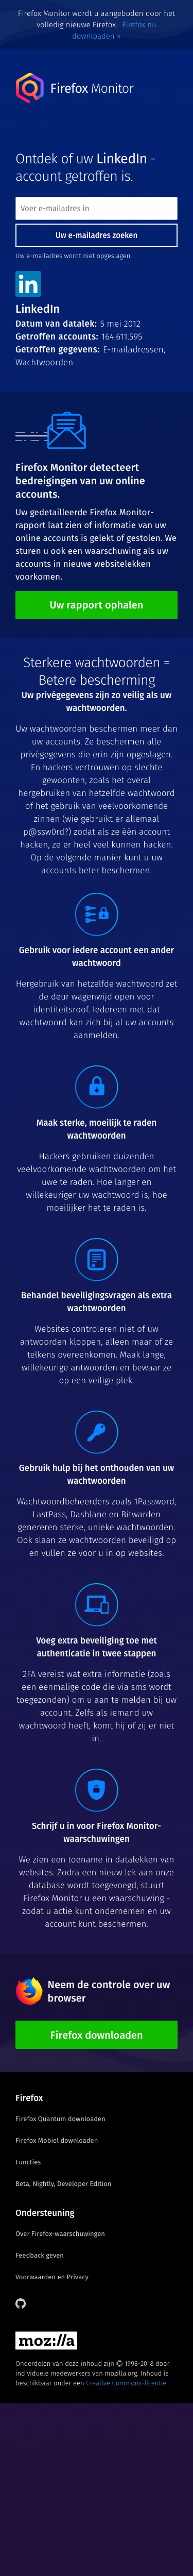 Firefox Monitor wordt u aangeboden door het
volledig nieuwe Firefox. Firefox nu
downloaden »
Firefox Monitor
Ontdek of uw LinkedIn -
account getroffen is.
Voer e-mailadres in
Uw e-mailadres zoeken
Uw e-mailadres wordt niet opgeslagen.
in
LinkedIn
Datum van datalek: 5 mei 2012
Getroffen accounts: 164.611.595
Getroffen gegevens: E-mailadressen,
Wachtwoorden
Firefox Monitor detecteert
bedreigingen van uw online
accounts.
Uw gedetailleerde Firefox Monitor-
rapport laat zien of informatie van uw
online accounts is gelekt of gestolen. We
sturen u ook een waarschuwing als uw
accounts in nieuwe websitelekken
voorkomen.
Uw rapport ophalen
Sterkere wachtwoorden =
Betere bescherming
Uw privégegevens zijn zo veilig als uw
wachtwoorden.
Uw wachtwoorden beschermen meer dan
uw accounts. Ze beschermen alle
privégegevens die erin zijn opgeslagen.
En hackers vertrouwen op slechte
gewoonten, zoals het overal
hergebruiken van hetzelfde wachtwoord
of het gebruik van veelvoorkomende
zinnen (wie gebruikt er allemaal
p@ssw0rd?) zodat als ze één account
hacken, ze er heel veel kunnen hacken.
Op de volgende manier kunt u uw
accounts beter beschermen.
Gebruik voor iedere account een ander
wachtwoord
Hergebruik van hetzelfde wachtwoord zet
de deur wagenwijd open voor
identiteitsroof. Iedereen met dat
wachtwoord kan zich bij al uw accounts
aanmelden.
Maak sterke, moeilijk te raden
wachtwoorden
Hackers gebruiken duizenden
veelvoorkomende wachtwoorden om het
uwe te raden. Hoe langer en
willekeuriger uw wachtwoord is, hoe
moeilijker het te raden is.
Behandel beveiligingsvragen als extra
wachtwoorden
Websites controleren niet of uw
antwoorden kloppen, alleen maar of ze
telkens overeenkomen. Maak lange,
willekeurige antwoorden en bewaar ze
op een veilige plek.
Gebruik hulp bij het onthouden van uw
wachtwoorden
Wachtwoordbeheerders zoals 1Password,
LastPass, Dashlane en Bitwarden
genereren sterke, unieke wachtwoorden.
Ook slaan ze wachtwoorden beveiligd op
en vullen ze voor u in op websites.
Voeg extra beveiliging toe met
authenticatie in twee stappen
2FA vereist wat extra informatie (zoals
een eenmalige code die via sms wordt
toegezonden) om u aan te melden bij uw
account. Zelfs als iemand uw
wachtwoord heeft, komt hij of zij er niet
in.
Schrijf u in voor Firefox Monitor-
waarschuwingen
We zien een toename in datalekken van
websites. Zodra een nieuw lek aan onze
database wordt toegevoegd, stuurt
Firefox Monitor u een waarschuwing -
zodat u actie kunt ondernemen en uw
account kunt beschermen.
Neem de controle over uw
browser
Firefox downloaden
Firefox
Firefox Quantum downloaden
Firefox Mobiel downloaden
Functies
Beta, Nightly, Developer Edition
Ondersteuning
Over Firefox-waarschuwingen
Feedback geven
Voorwaarden en Privacy
moz://a
Onderdelen van deze inhoud zijn © 1998-2018 door
individuele medewerkers van mozilla.org. Inhoud is
beschikbaar onder een Creative Commons-licentie.